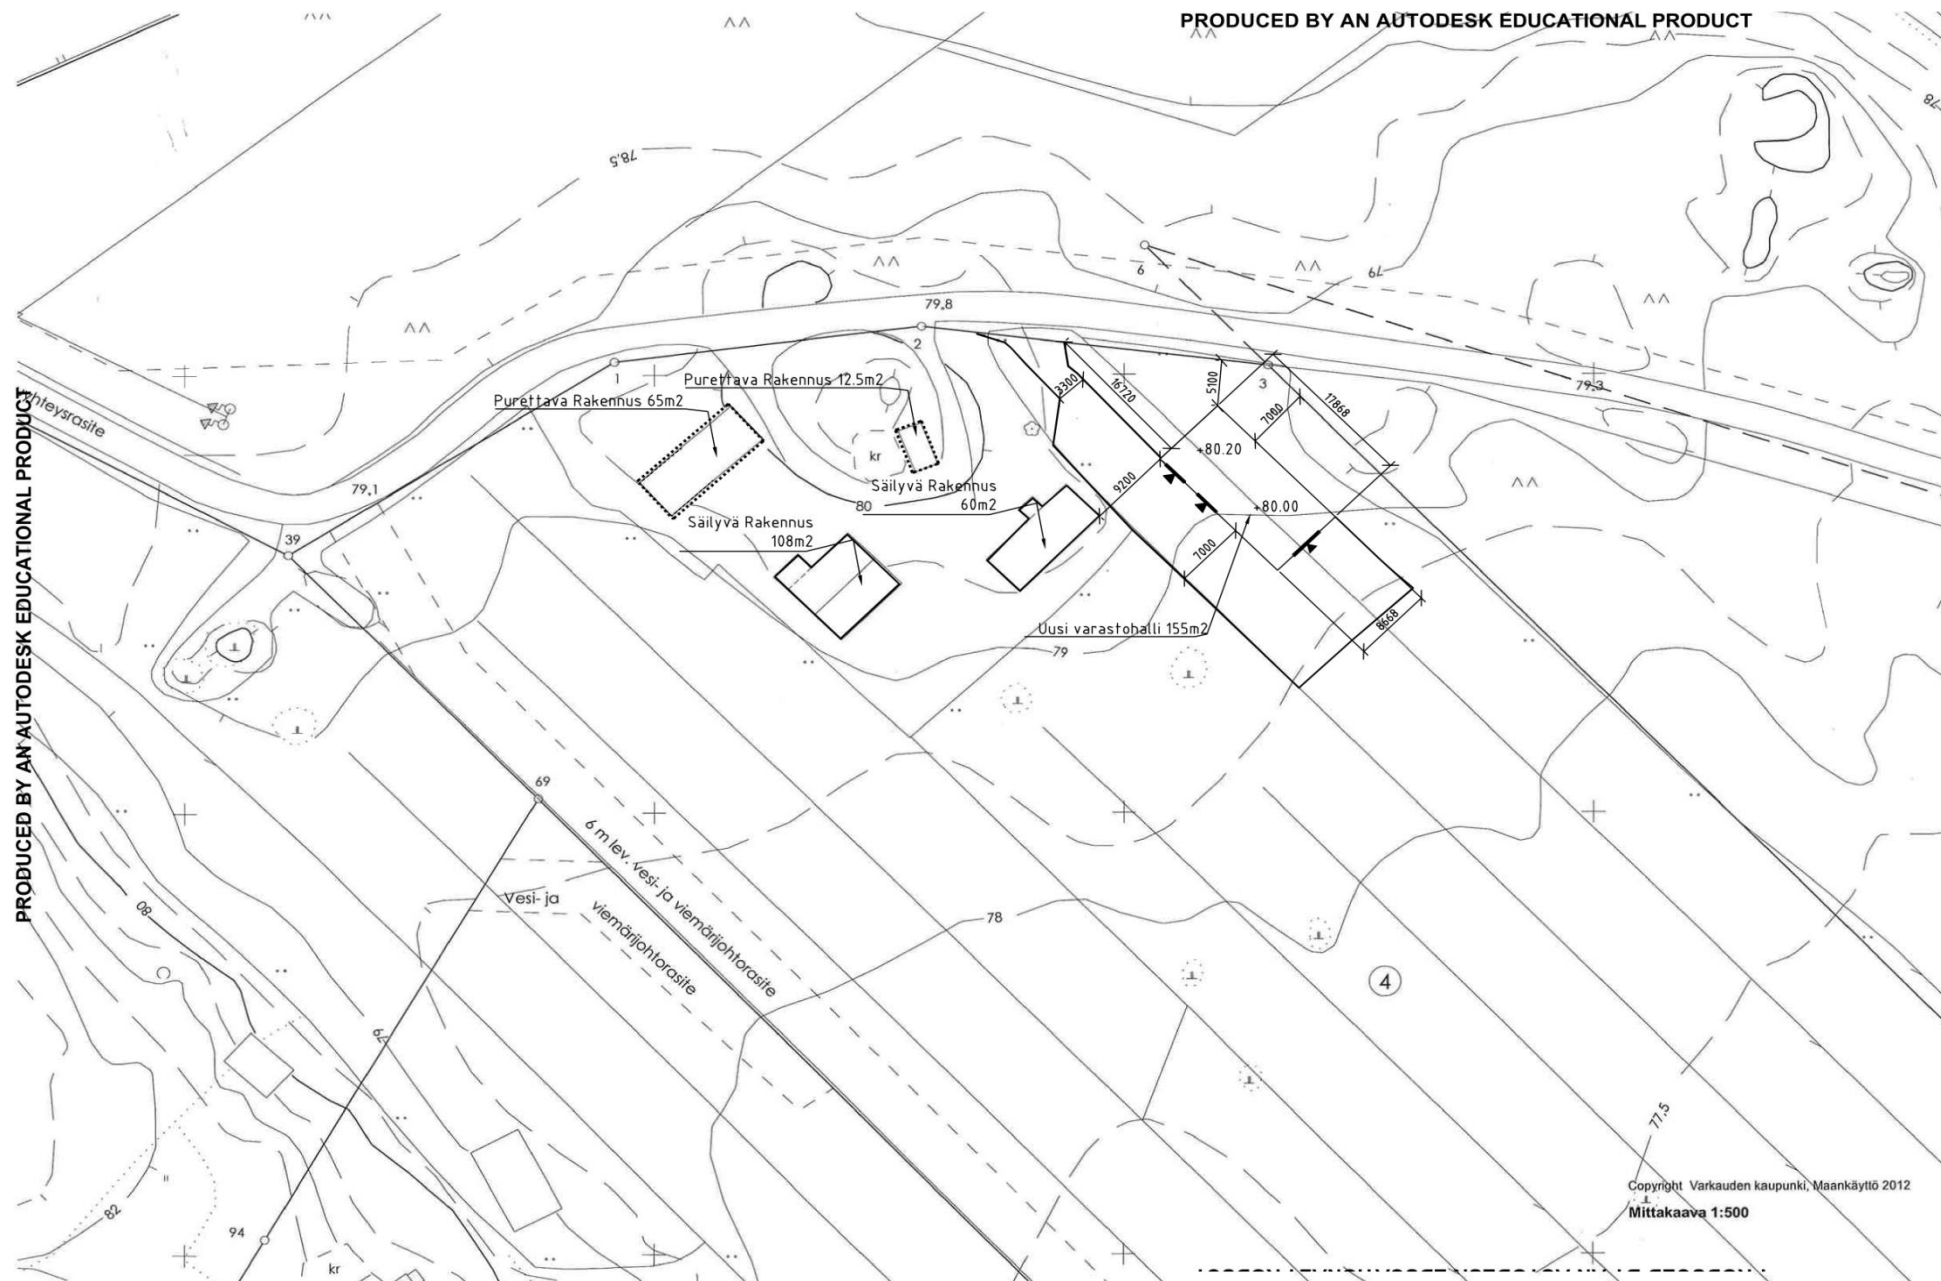 PRODUCED BY AN AUTODESK EDUCATIONAL PRODUCT
PRODUCED BY AN AUTODESK EDUCATIONAL PRODUCT
78,5
78
6
79
79,8
2
1
3
79,3
Purettava Rakennus 12.5m2
Purettava Rakennus 65m2
3300
16720
5100
7000
17868
yhteysrasite
79,1
39
kr
80
Säilyvä Rakennus
60m2
Säilyvä Rakennus
108m2
9200
+80.20
+80.00
7000
8668
Uusi varastohalli 155m2
79
69
6 m lev. vesi- ja viemärijohtorasite
Vesi- ja
viemärijohtorasite
78
4
80
79
77,5
82
94
kr
Copyright Varkauden kaupunki, Maankäyttö 2012
Mittakaava 1:500